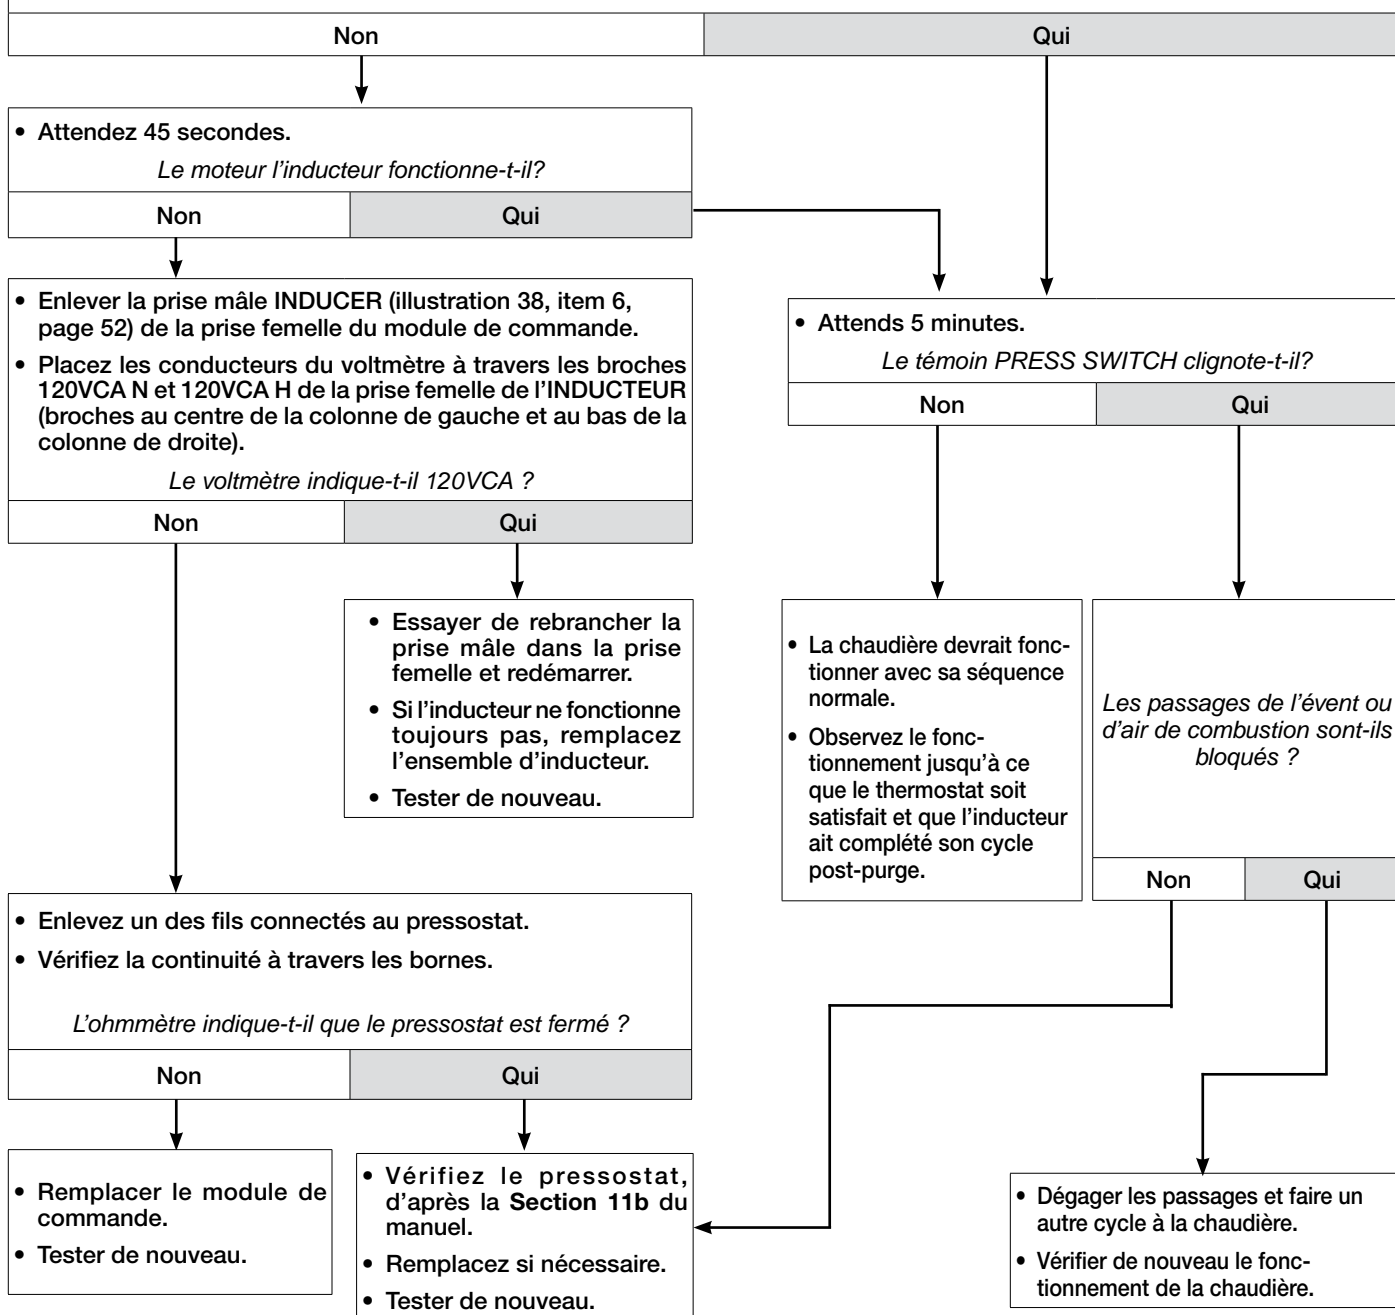 Non
Qui
• Attendez 45 secondes.
Le moteur l'inducteur fonctionne-t-il?
Non
Qui
• Enlever la prise mâle INDUCER (illustration 38, item 6,
page 52) de la prise femelle du module de commande.
• Placez les conducteurs du voltmètre à travers les broches
120VCA N et 120VCA H de la prise femelle de l'INDUCTEUR
(broches au centre de la colonne de gauche et au bas de la
colonne de droite).
Le voltmètre indique-t-il 120VCA ?
Non
Qui
• Attends 5 minutes.
Le témoin PRESS SWITCH clignote-t-il?
Non
Qui
• Essayer de rebrancher la
prise mâle dans la prise
femelle et redémarrer.
• Si l'inducteur ne fonctionne
toujours pas, remplacez
l'ensemble d'inducteur.
• Tester de nouveau.
• La chaudière devrait fonc-
tionner avec sa séquence
normale.
• Observez le fonc-
tionnement jusqu'à ce
que le thermostat soit
satisfait et que l'inducteur
ait complété son cycle
post-purge.
Les passages de l'évent ou
d'air de combustion sont-ils
bloqués ?
Non
Qui
• Enlevez un des fils connectés au pressostat.
• Vérifiez la continuité à travers les bornes.
L'ohmmètre indique-t-il que le pressostat est fermé ?
Non
Qui
• Remplacer le module de
commande.
• Tester de nouveau.
• Vérifiez le pressostat,
d'après la Section 11b du
manuel.
• Remplacez si nécessaire.
• Tester de nouveau.
• Dégager les passages et faire un
autre cycle à la chaudière.
• Vérifier de nouveau le fonc-
tionnement de la chaudière.